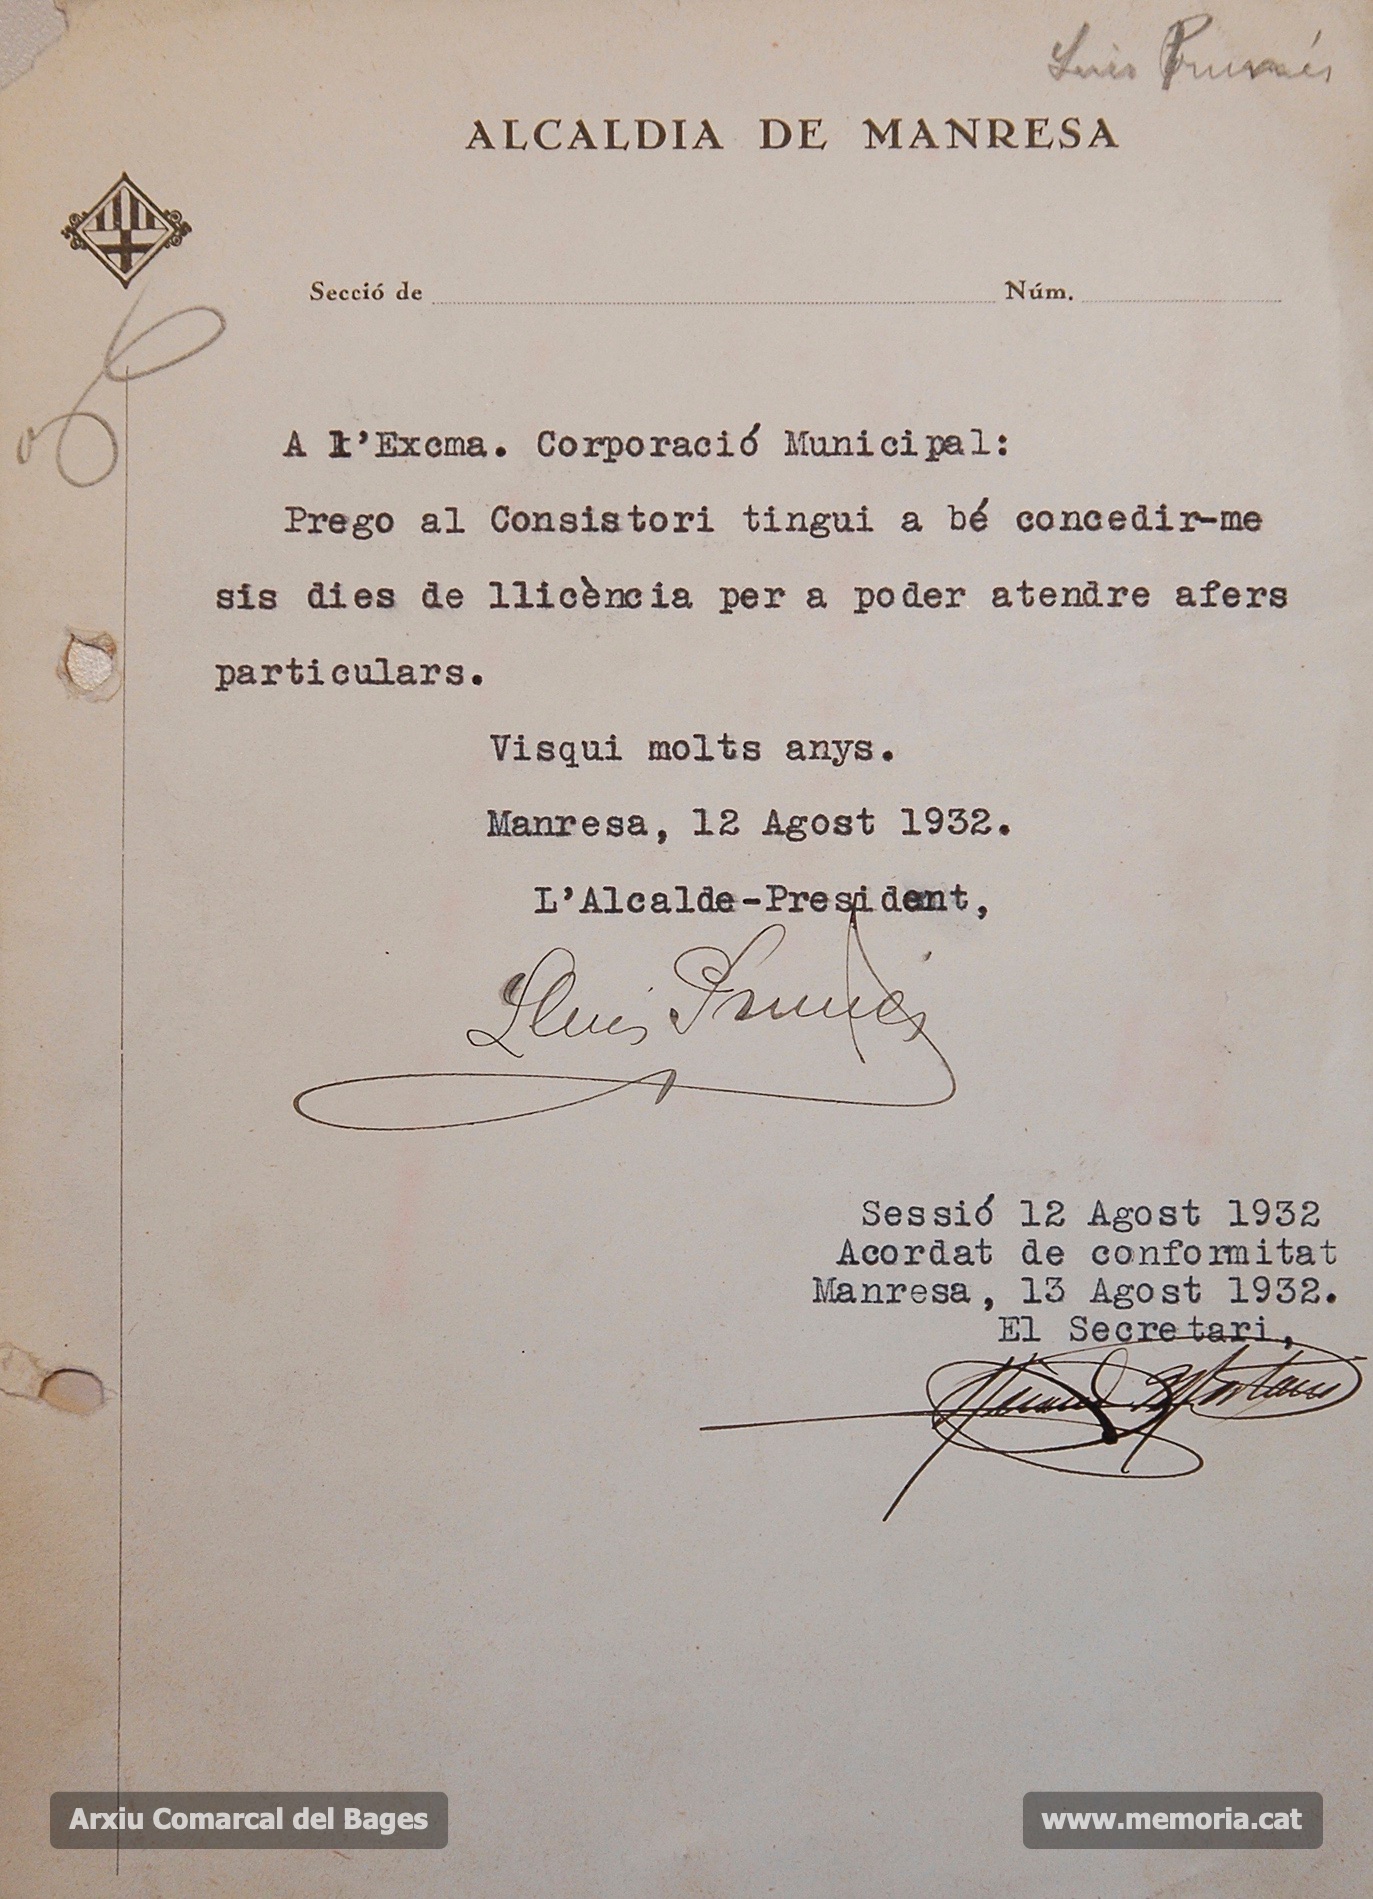 Luis Prunés
ALCALDIA DE MANRESA
Secció de Núm.
A l'Excma. Corporació Municipal:
Prego al Consistori tingui a bé concedir-me
sis dies de llicència per a poder atendre afers
particulars.
Visqui molts anys.
Manresa, 12 Agost 1932.
L'Alcalde-President,
Lluis Prunés
Sessió 12 Agost 1932
Acordat de conformitat
Manresa, 13 Agost 1932.
El Secretari,
Arxiu Comarcal del Bages
www.memoria.cat